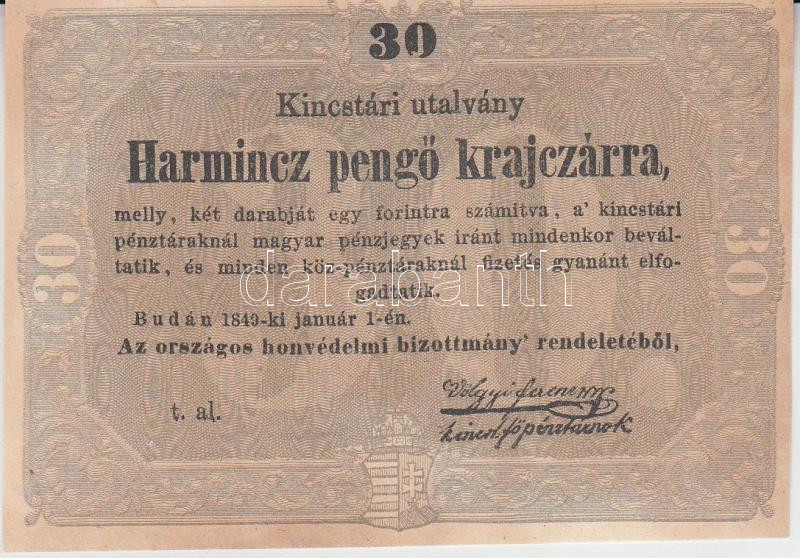 30
Kincstári utalvány
Harmincz pengő krajczárra,
melly, két darabját egy forintra számitva, a' kincstári
pénztáraknál magyar pénzjegyek iránt mindenkor bevál-
tatik, és minden köz-pénztáraknál fizetés gyanánt elfo-
gadtatik.
darabanth
30
30
Budán 1849-ki január 1-én.
Az országos honvédelmi bizottmány' rendeletéből,
t. al.
Völgyi ferencz
kincst. főpénztárnok